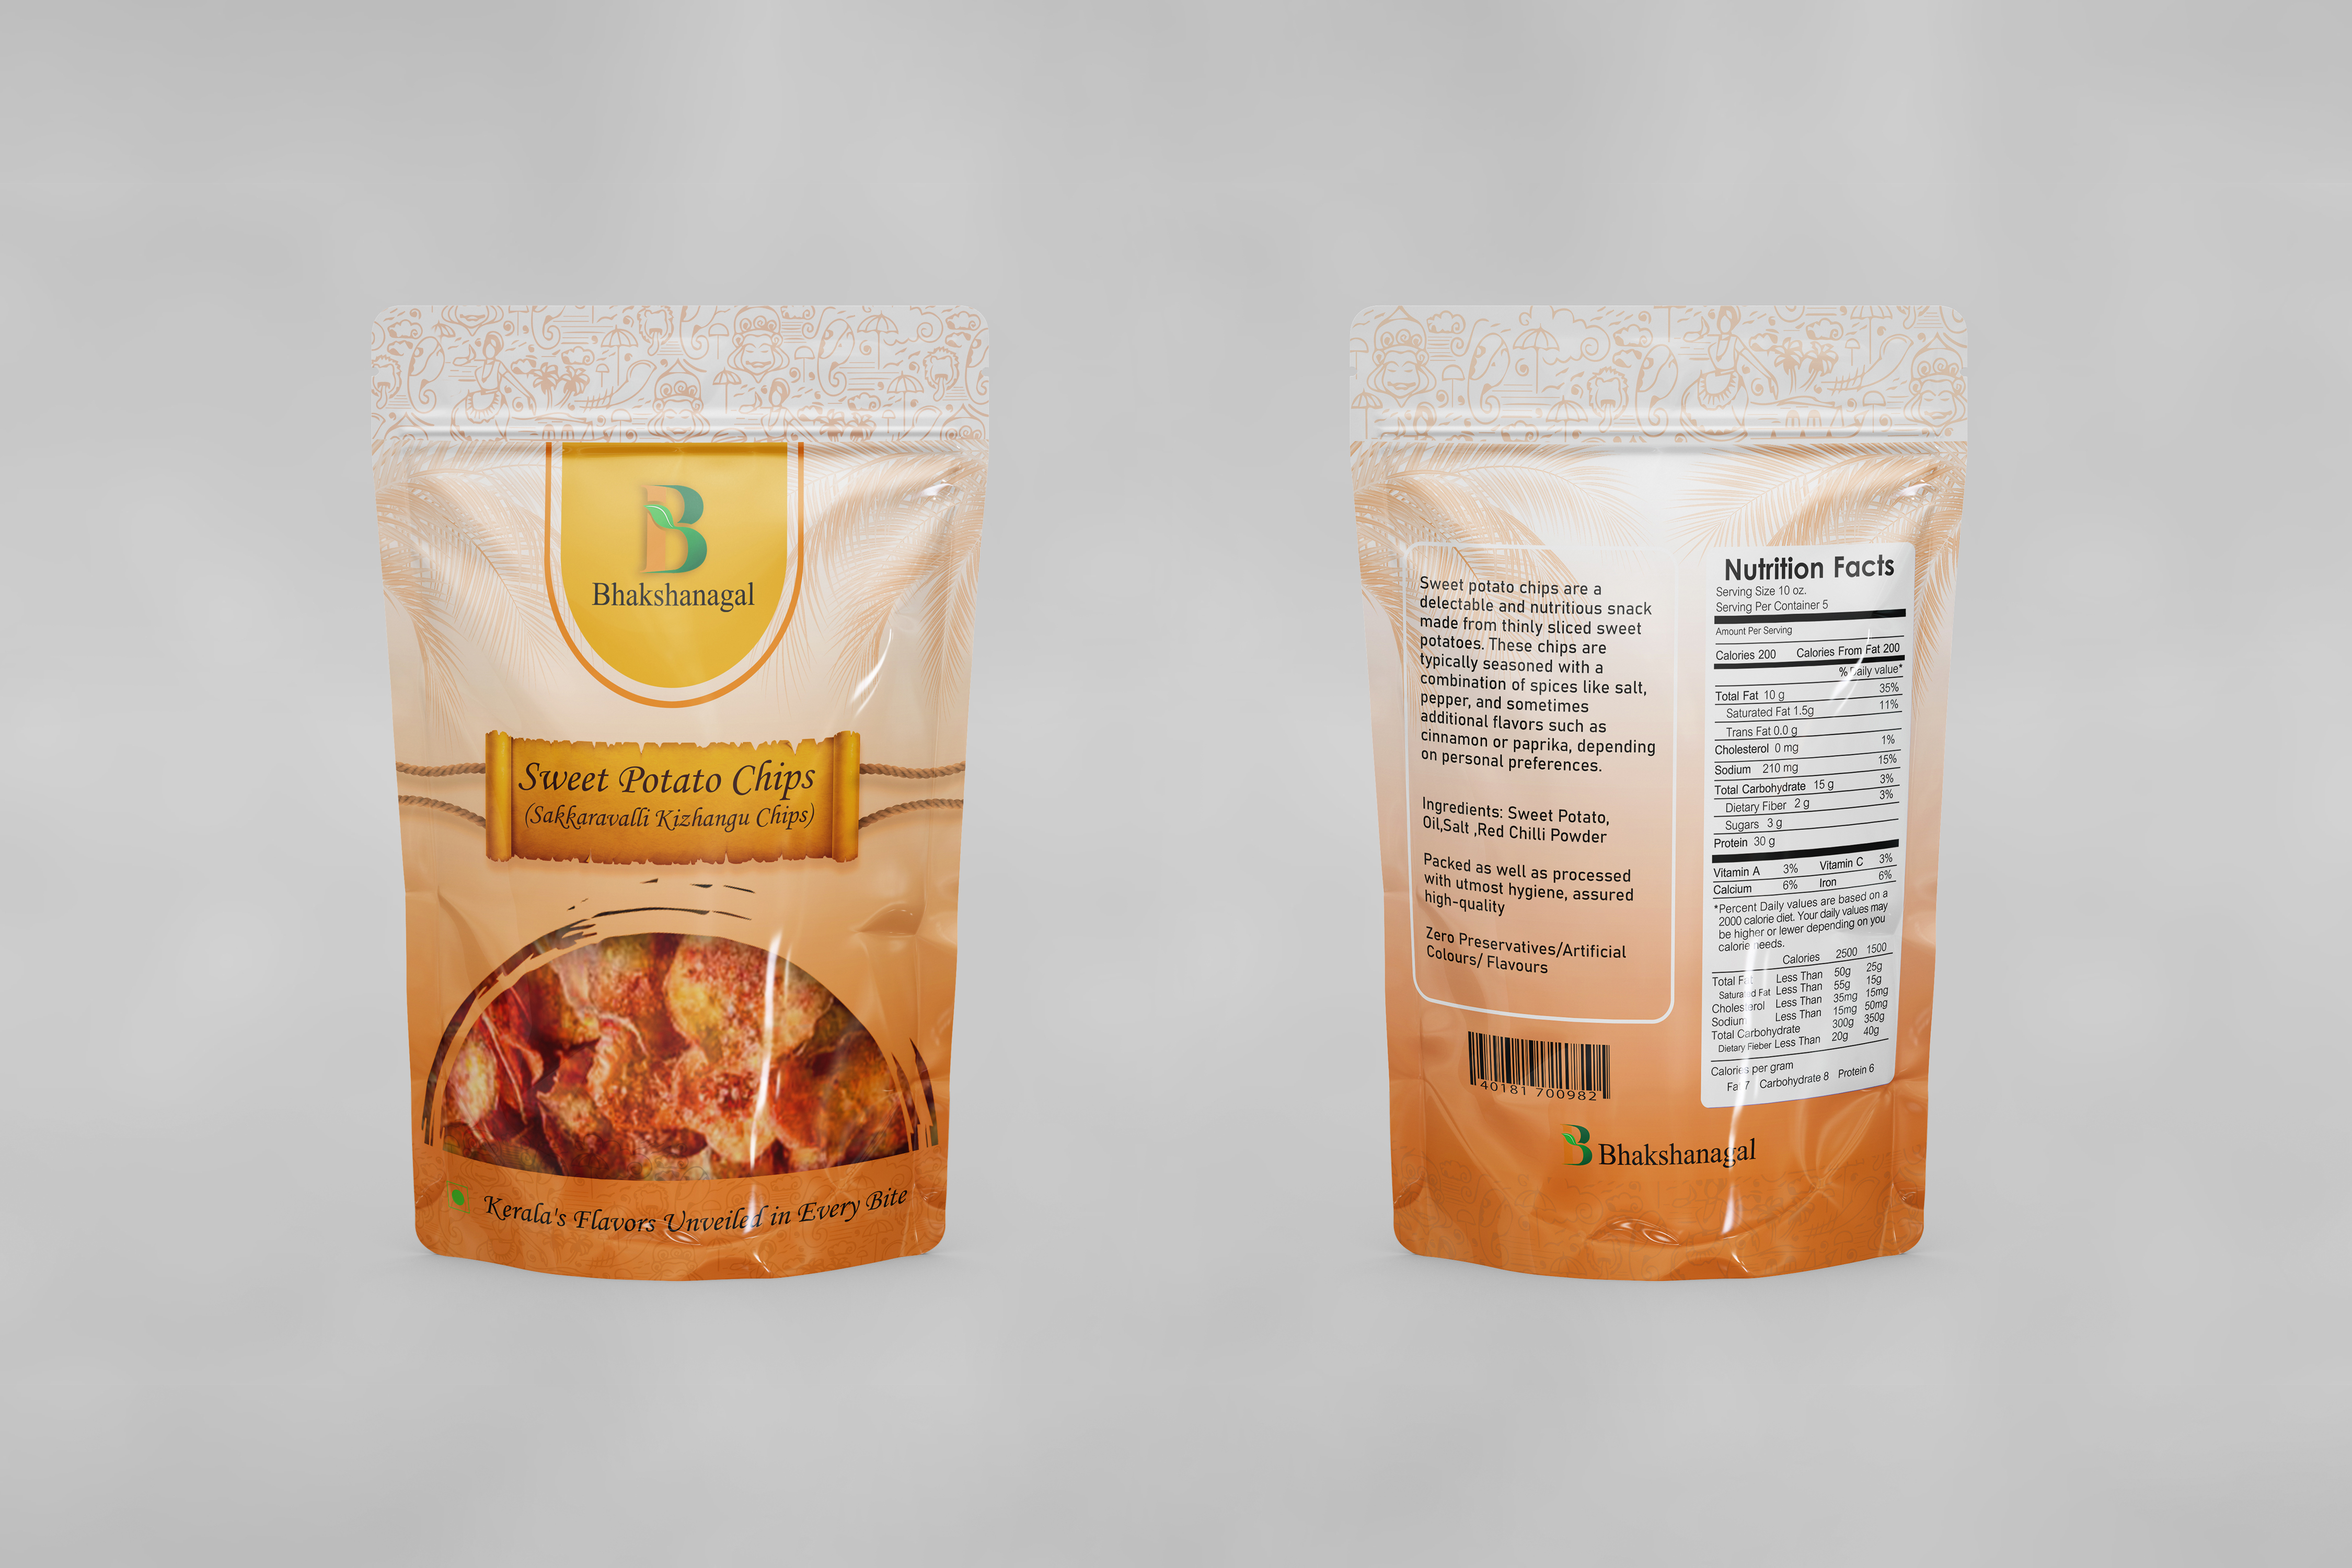 Bhakshanagal
Sweet Potato Chips
(Sakkaravalli Kizhangu Chips)
Kerala's Flavors Unveiled in Every Bite
Sweet potato chips are a
delectable and nutritious snack
made from thinly sliced sweet
potatoes. These chips are
typically seasoned with a
combination of spices like salt,
pepper, and sometimes
additional flavors such as
cinnamon or paprika, depending
on personal preferences.
Ingredients: Sweet Potato,
Oil,Salt ,Red Chilli Powder
Packed as well as processed
with utmost hygiene, assured
high-quality
Zero Preservatives/Artificial
Colours/ Flavours
40181 700982
Nutrition Facts
Serving Size 10 oz.
Serving Per Container 5
Amount Per Serving
Calories 200 Calories From Fat 200
% Daily value*
Total Fat 10 g 35%
Saturated Fat 1.5g 11%
Trans Fat 0.0 g
Cholesterol 0 mg 1%
Sodium 210 mg 15%
Total Carbohydrate 15 g 3%
Dietary Fiber 2 g 3%
Sugars 3 g
Protein 30 g
Vitamin A 3% Vitamin C 3%
Calcium 6% Iron 6%
*Percent Daily values are based on a
2000 calorie diet. Your daily values may
be higher or lewer depending on you
calorie needs.
Calories 2500 1500
Total Fat Less Than 50g 25g
Saturated Fat Less Than 55g 15g
Cholesterol Less Than 35mg 15mg
Sodium Less Than 15mg 50mg
Total Carbohydrate 300g 350g
Dietary Fieber Less Than 20g 40g
Calories per gram
Fat 7 Carbohydrate 8 Protein 6
Bhakshanagal